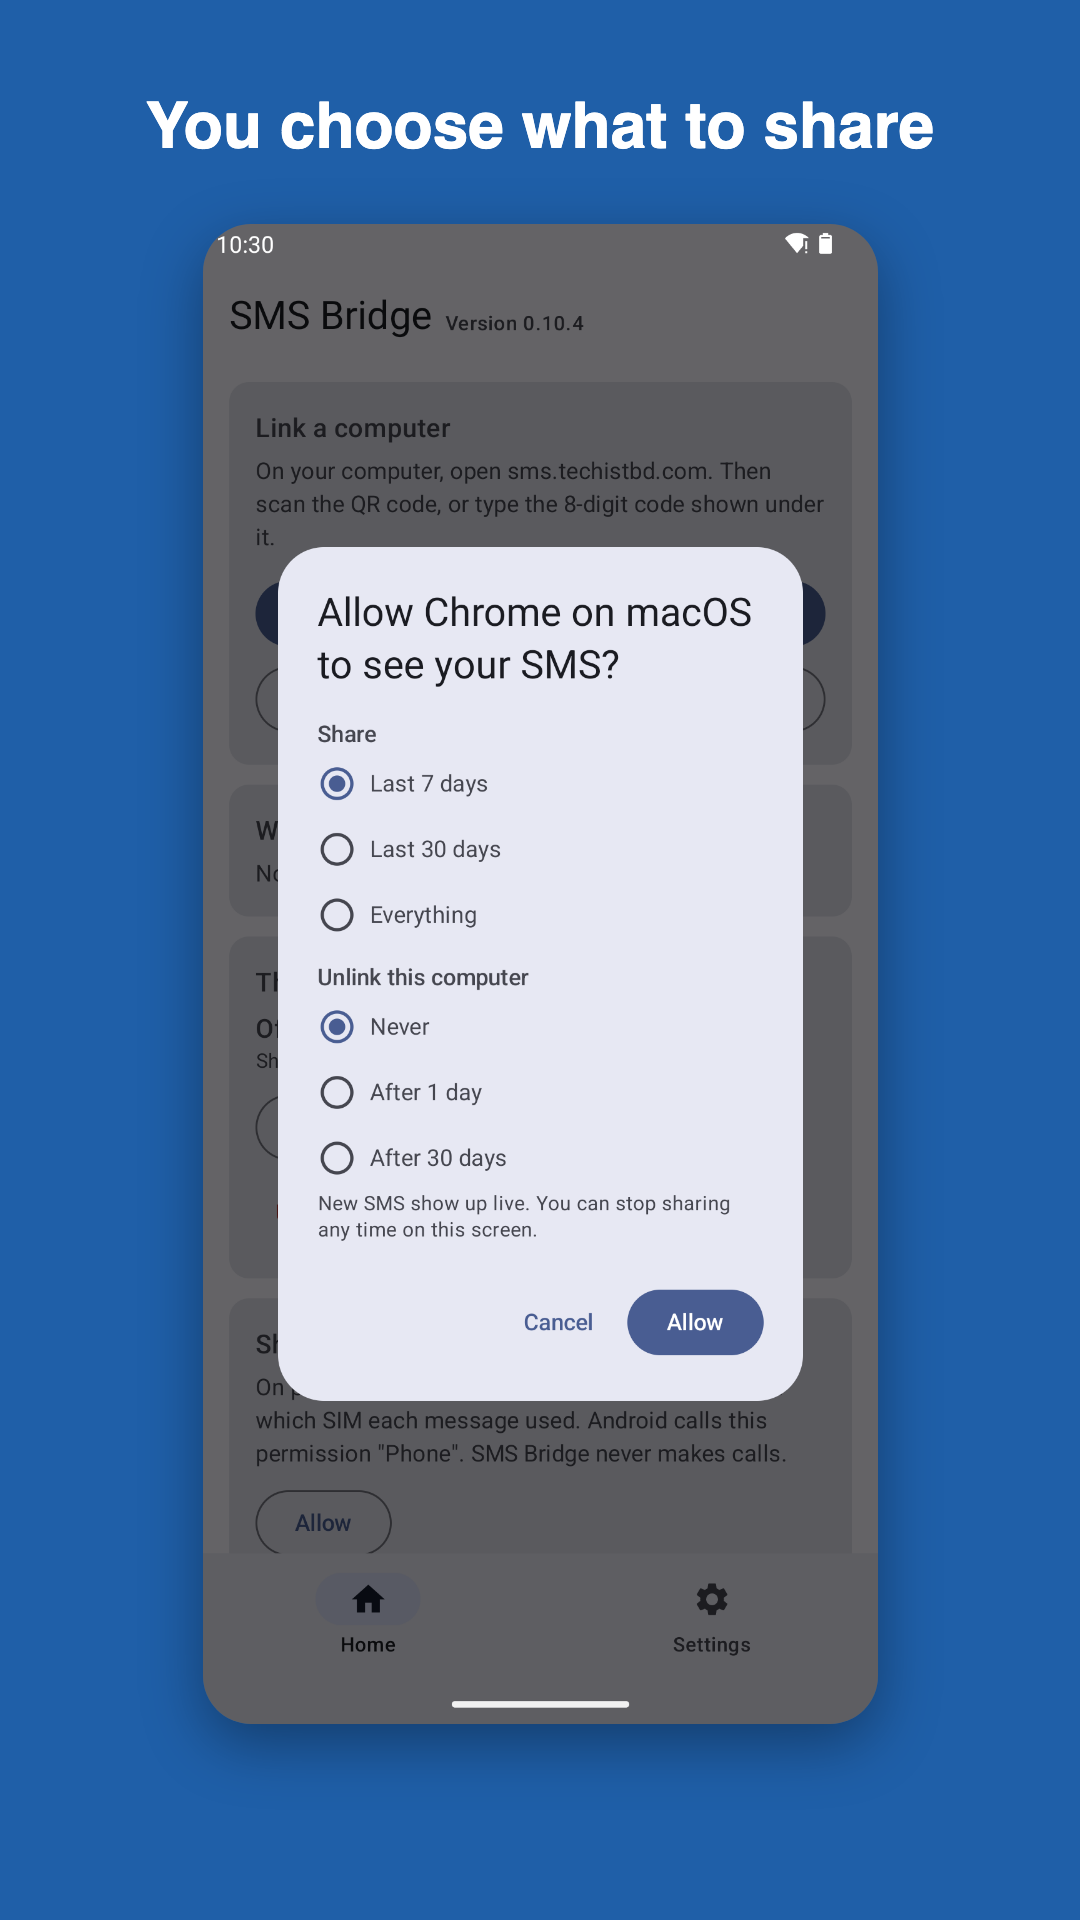 You choose what to share
10:30
SMS Bridge Version 0.10.4
Link a computer
On your computer, open sms.techistbd.com. Then
scan the QR code, or type the 8-digit code shown under
it.
Allow Chrome on macOS
to see your SMS?
Share
Last 7 days
Last 30 days
Everything
Unlink this computer
Never
After 1 day
After 30 days
New SMS show up live. You can stop sharing
any time on this screen.
Cancel
Allow
On
which SIM each message used. Android calls this
permission "Phone". SMS Bridge never makes calls.
Allow
Home
Settings